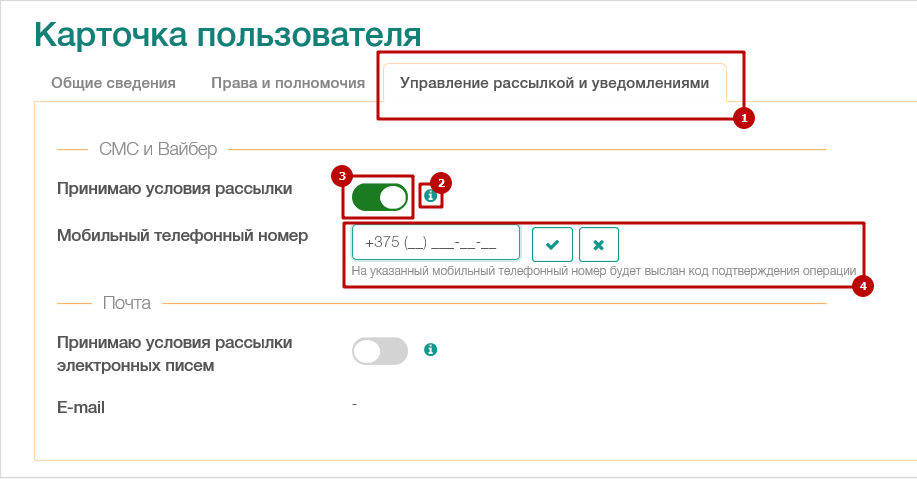 Карточка пользователя
Общие сведения Права и полномочия Управление рассылкой и уведомлениями
1
СМС и Вайбер
3 2
Принимаю условия рассылки
Мобильный телефонный номер +375 (__) ___-__-__
На указанный мобильный телефонный номер будет выслан код подтверждения операции
4
Почта
Принимаю условия рассылки
электронных писем
E-mail -